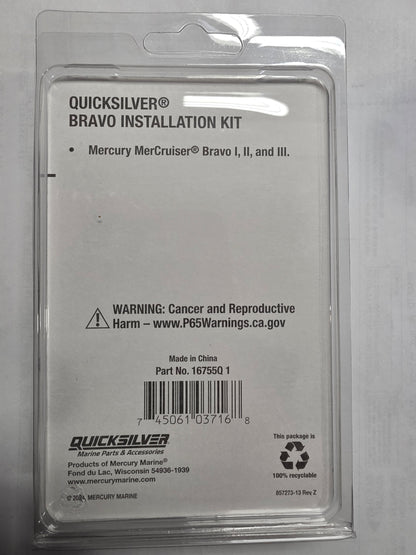 QUICKSILVER®
BRAVO INSTALLATION KIT
• Mercury MerCruiser® Bravo I, II, and III.
WARNING: Cancer and Reproductive
Harm – www.P65Warnings.ca.gov
Made in China
Part No. 16755Q 1
7 45061 03716 8
QUICKSILVER
Marine Parts & Accessories
Products of Mercury Marine®
Fond du Lac, Wisconsin 54936-1939
www.mercurymarine.com
This package is
100% recyclable
© 2024, MERCURY MARINE
857273-13 Rev Z